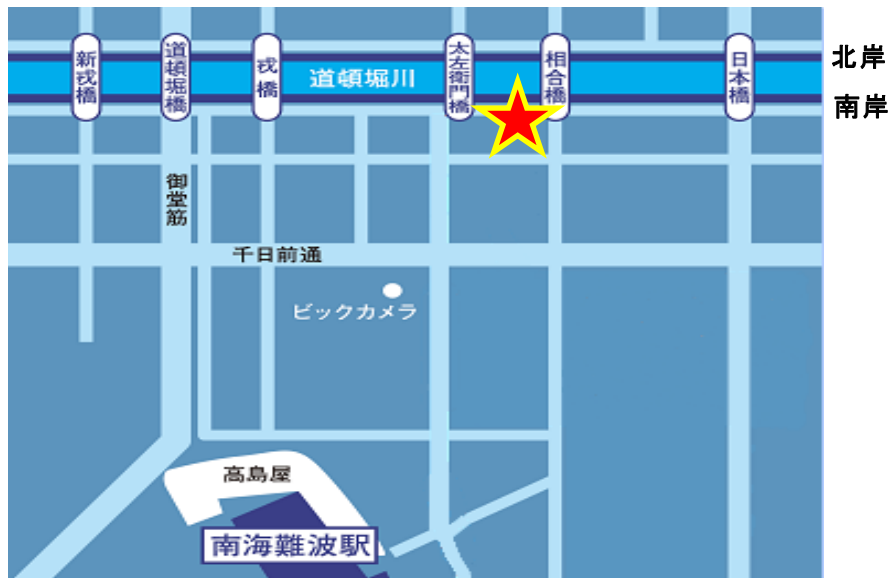 新戎橋
道頓堀橋
戎橋
道頓堀川
太左衛門橋
相合橋
日本橋
北岸
南岸
御堂筋
千日前通
ビックカメラ
高島屋
南海難波駅